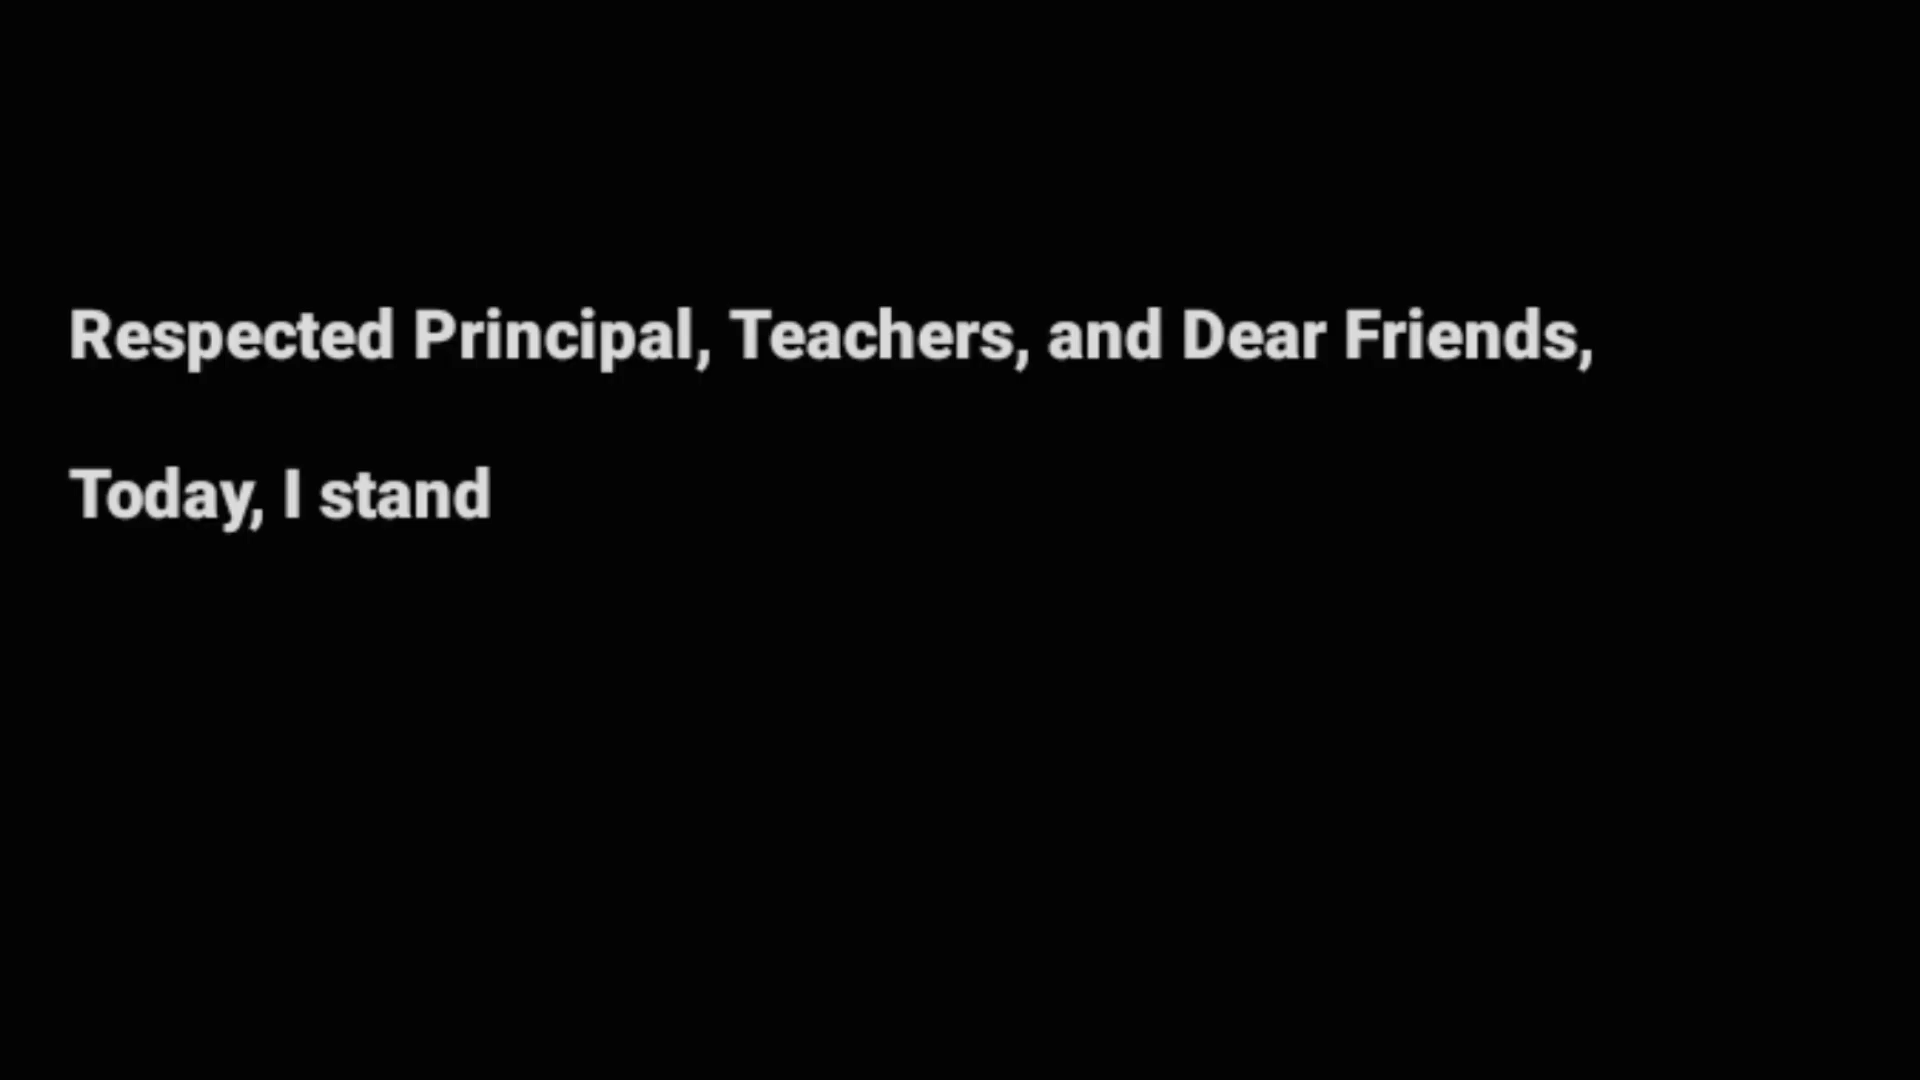 Respected Principal, Teachers, and Dear Friends,
Today, I stand